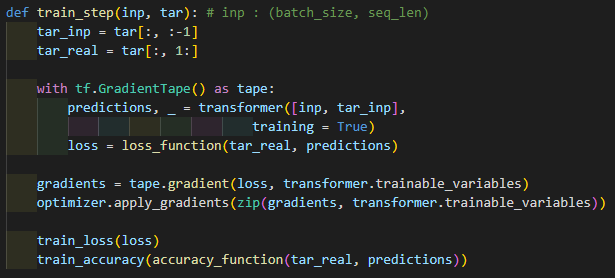 def train_step(inp, tar): # inp : (batch_size, seq_len)
    tar_inp = tar[:, :-1]
    tar_real = tar[:, 1:]

    with tf.GradientTape() as tape:
        predictions, _ = transformer([inp, tar_inp],
                                training = True)
        loss = loss_function(tar_real, predictions)

    gradients = tape.gradient(loss, transformer.trainable_variables)
    optimizer.apply_gradients(zip(gradients, transformer.trainable_variables))

    train_loss(loss)
    train_accuracy(accuracy_function(tar_real, predictions))